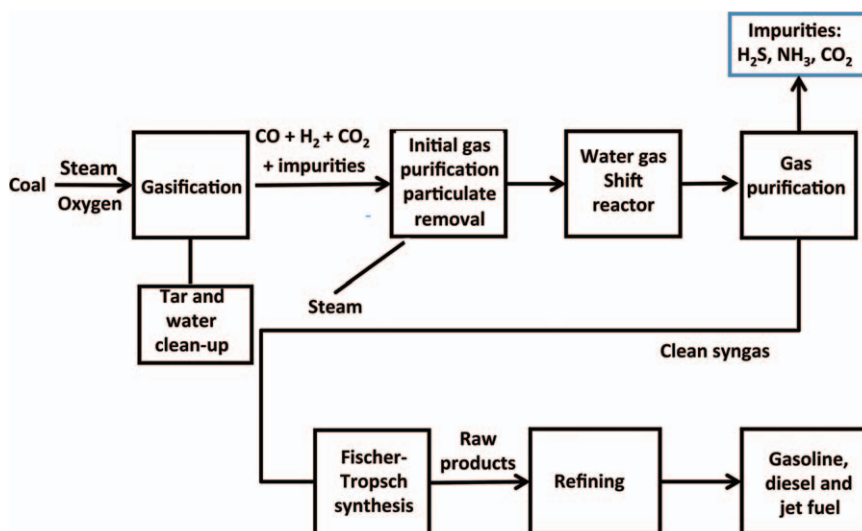 Impurities:
H₂S, NH₃, CO₂
Coal
Steam
Oxygen
Gasification
CO + H₂ + CO₂
+ impurities
Initial gas
purification
particulate
removal
Water gas
Shift
reactor
Gas
purification
Tar and
water
clean-up
Steam
Clean syngas
Fischer-
Tropsch
synthesis
Raw
products
Refining
Gasoline,
diesel and
jet fuel